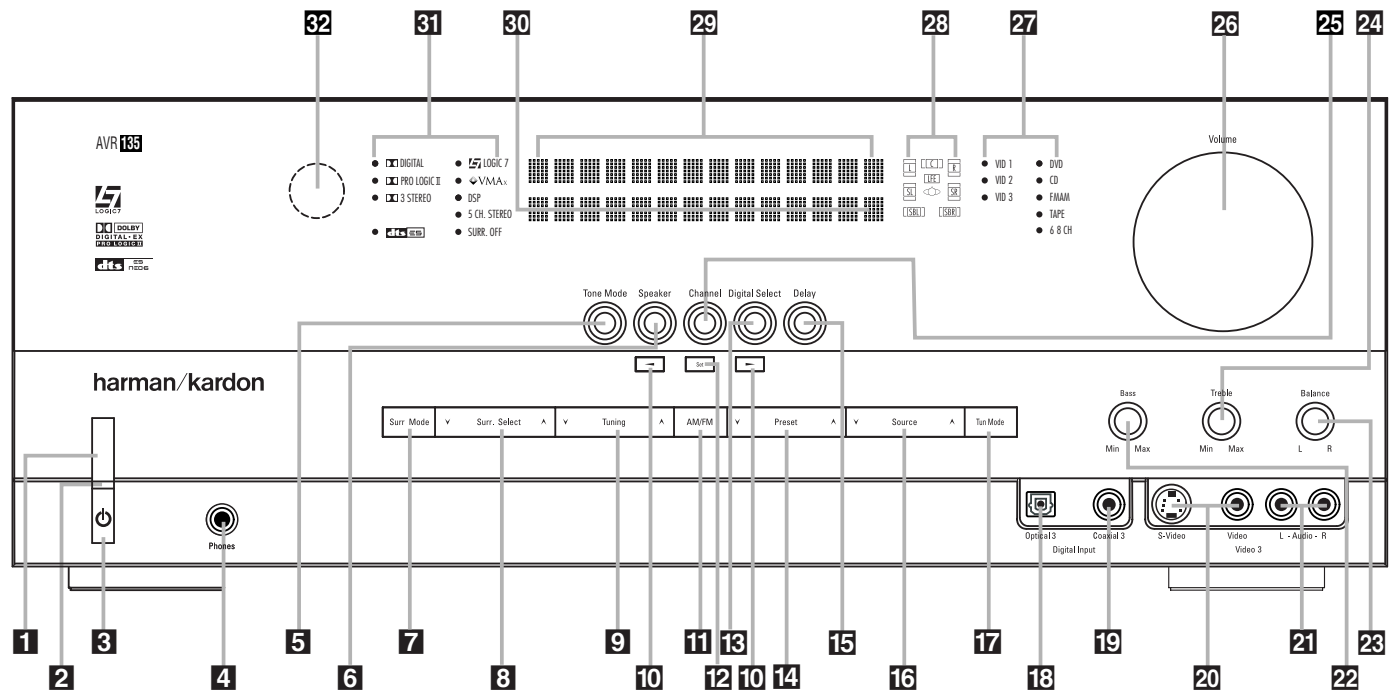 32 31 30 29 28 27 26 25 24
AVR 135
LOGIC7
DOLBY
DIGITAL·EX
PRO LOGIC II
dts ES
NEO:6
DIGITAL
PRO LOGIC II
3 STEREO
dts ES
LOGIC 7
VMAx
DSP
5 CH. STEREO
SURR. OFF
L C R
LFE
SL SR
SBL SBR
VID 1
VID 2
VID 3
DVD
CD
FMAM
TAPE
6 8 CH
Volume
Tone Mode Speaker Channel Digital Select Delay
Set
harman/kardon
Surr Mode
Surr. Select
Tuning
AM/FM
Preset
Source
Tun Mode
Bass
Min Max
Treble
Min Max
Balance
L R
Phones
Optical 3 Coaxial 3
Digital Input
S-Video Video L - Audio - R
Video 3
1 2 3 4 5 6 7 8 9 10 11 12 13 10 14 15 16 17 18 19 20 21 22 23